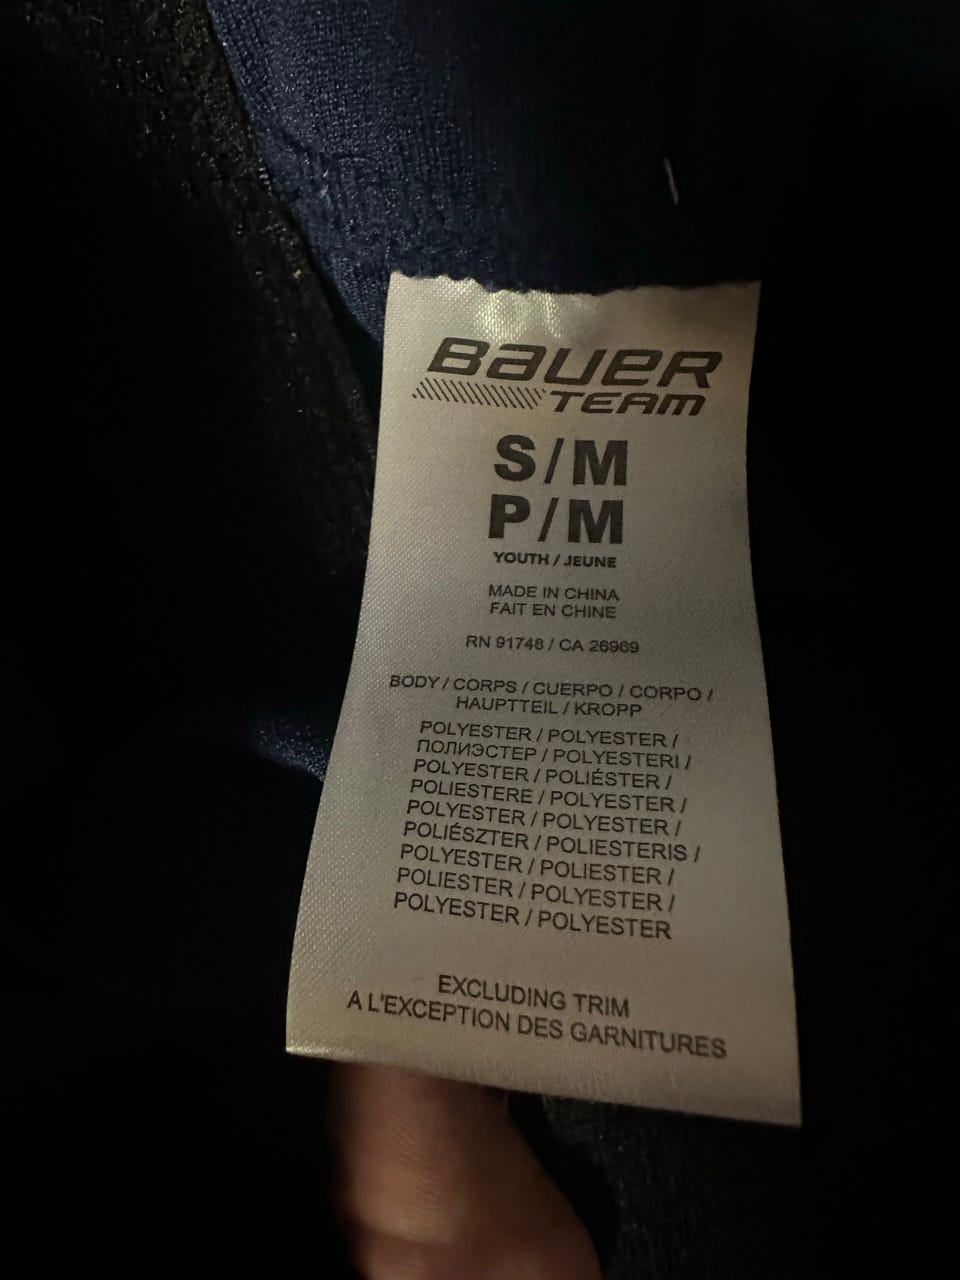 BAUER
TEAM
S/M
P/M
YOUTH / JEUNE
MADE IN CHINA
FAIT EN CHINE
RN 91748 / CA 26969
BODY / CORPS / CUERPO / CORPO /
HAUPTTEIL / KROPP
POLYESTER / POLYESTER /
ПОЛИЭСТЕР / POLYESTERI /
POLYESTER / POLIÉSTER /
POLIESTERE / POLYESTER /
POLYESTER / POLYESTER /
POLIÉSZTER / POLIESTERIS /
POLYESTER / POLIESTER /
POLIESTER / POLYESTER /
POLYESTER / POLYESTER
EXCLUDING TRIM
A L'EXCEPTION DES GARNITURES